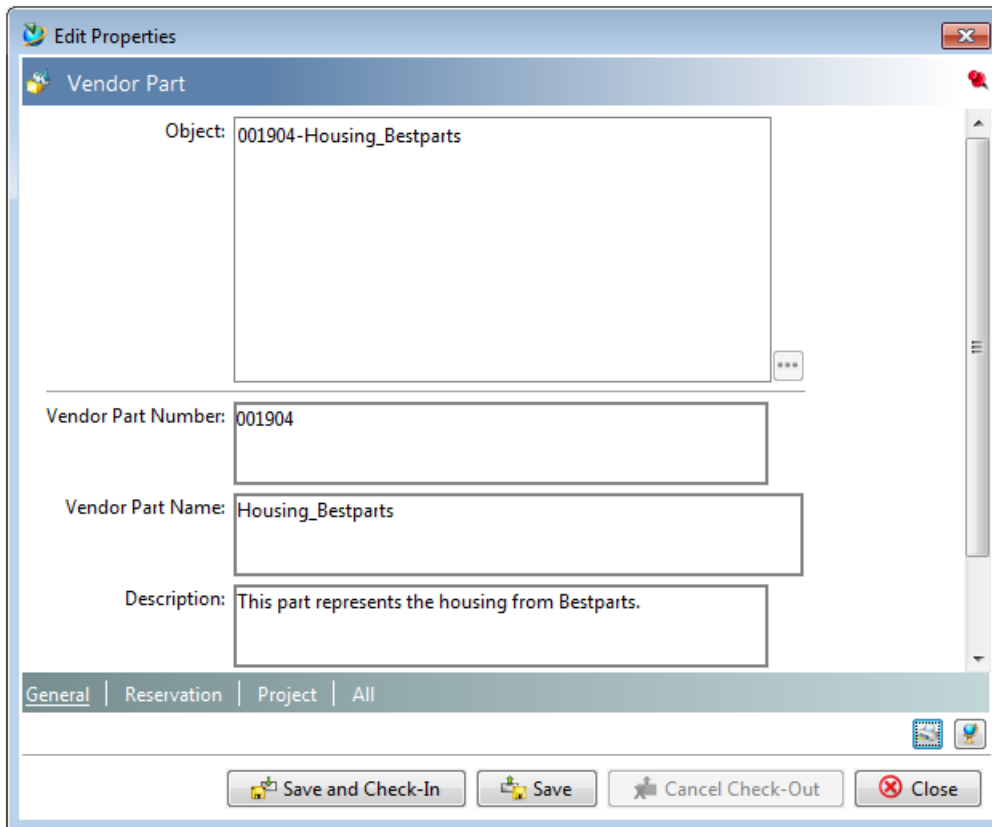 Edit Properties
Vendor Part
Object: 001904-Housing_Bestparts
Vendor Part Number: 001904
Vendor Part Name: Housing_Bestparts
Description: This part represents the housing from Bestparts.
General Reservation Project All
Save and Check-In Save Cancel Check-Out Close